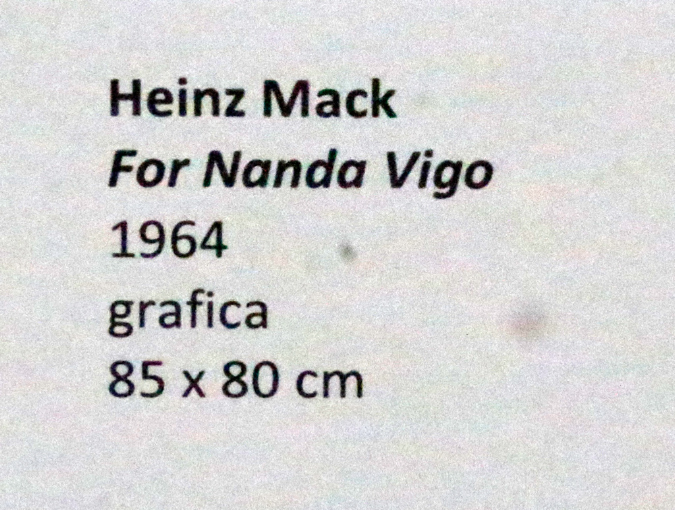 Heinz Mack
For Nanda Vigo
1964
grafica
85 x 80 cm